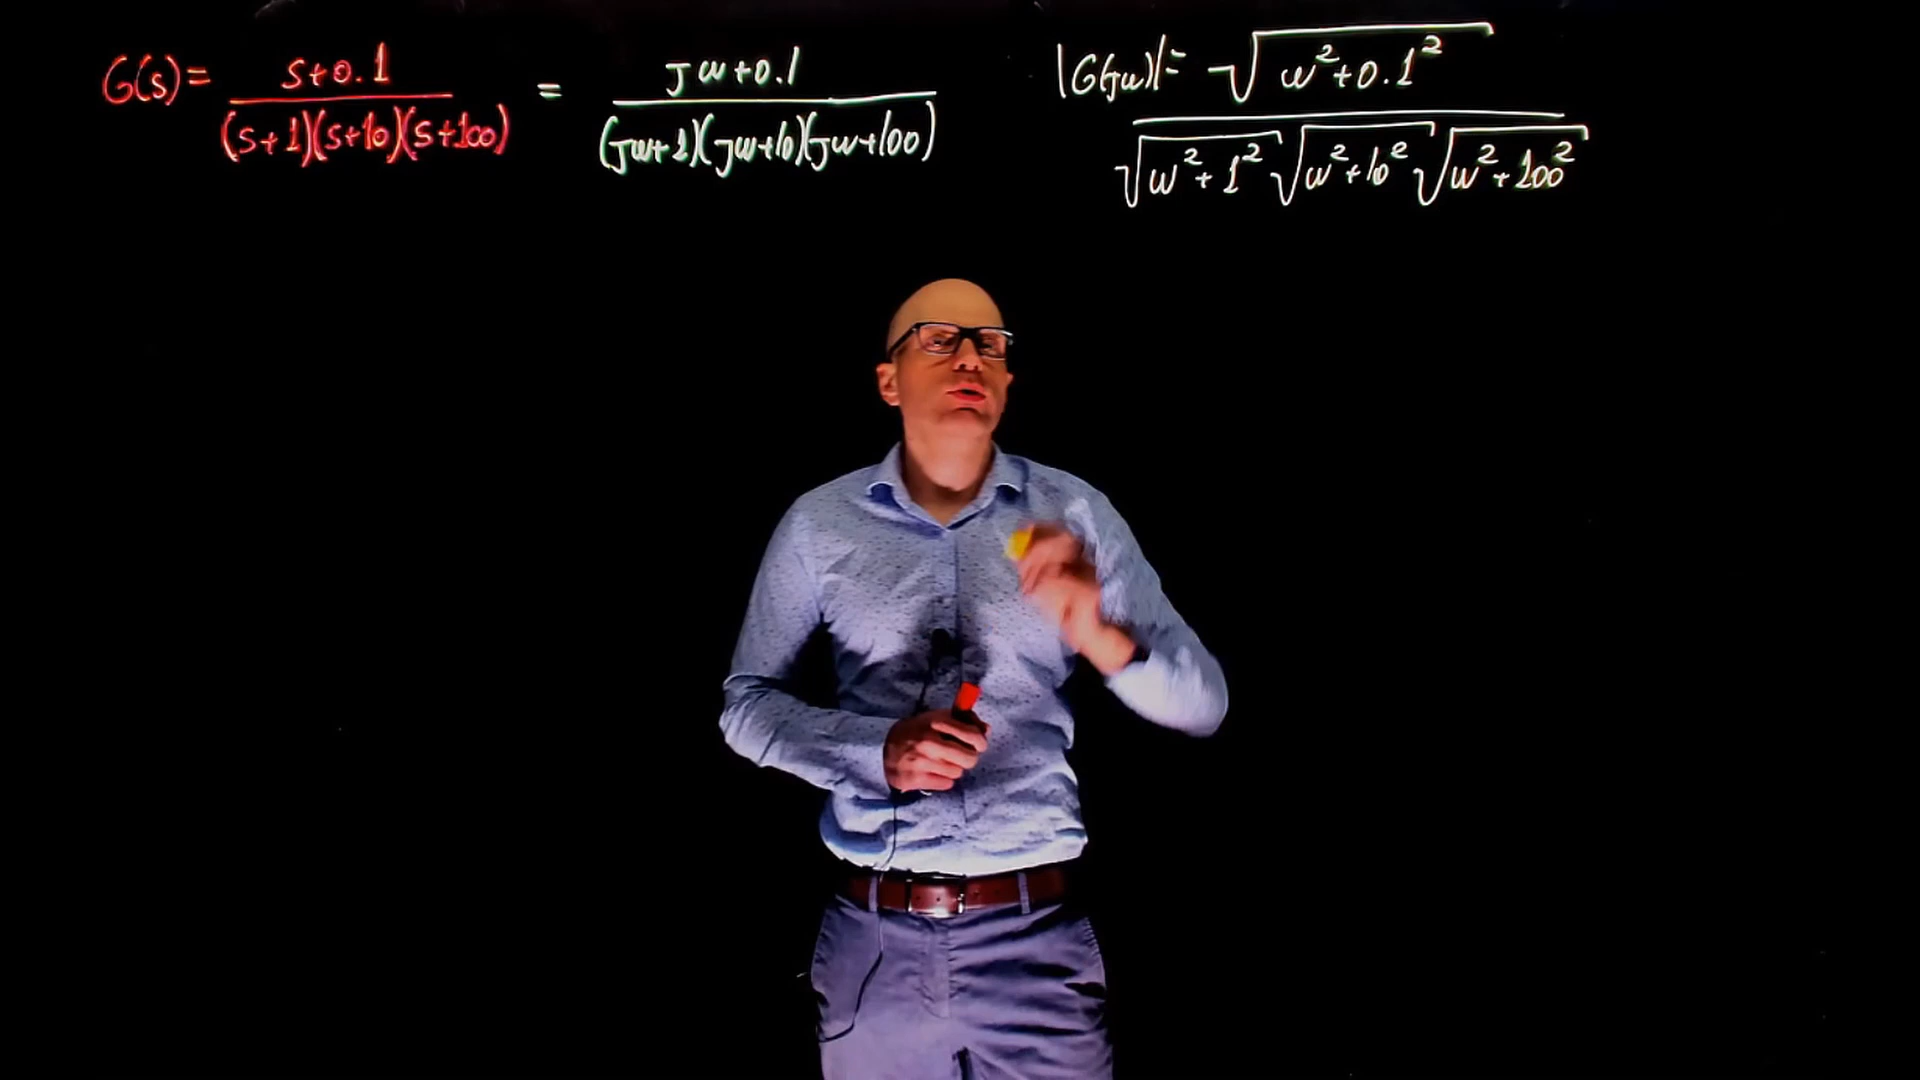 G(s) = (s+0.1)/((s+1)(s+10)(s+100)) = (jω+0.1)/((jω+1)(jω+10)(jω+100))
|G(jω)| = √(ω²+0.1²)/(√(ω²+1²)√(ω²+10²)√(ω²+100²))